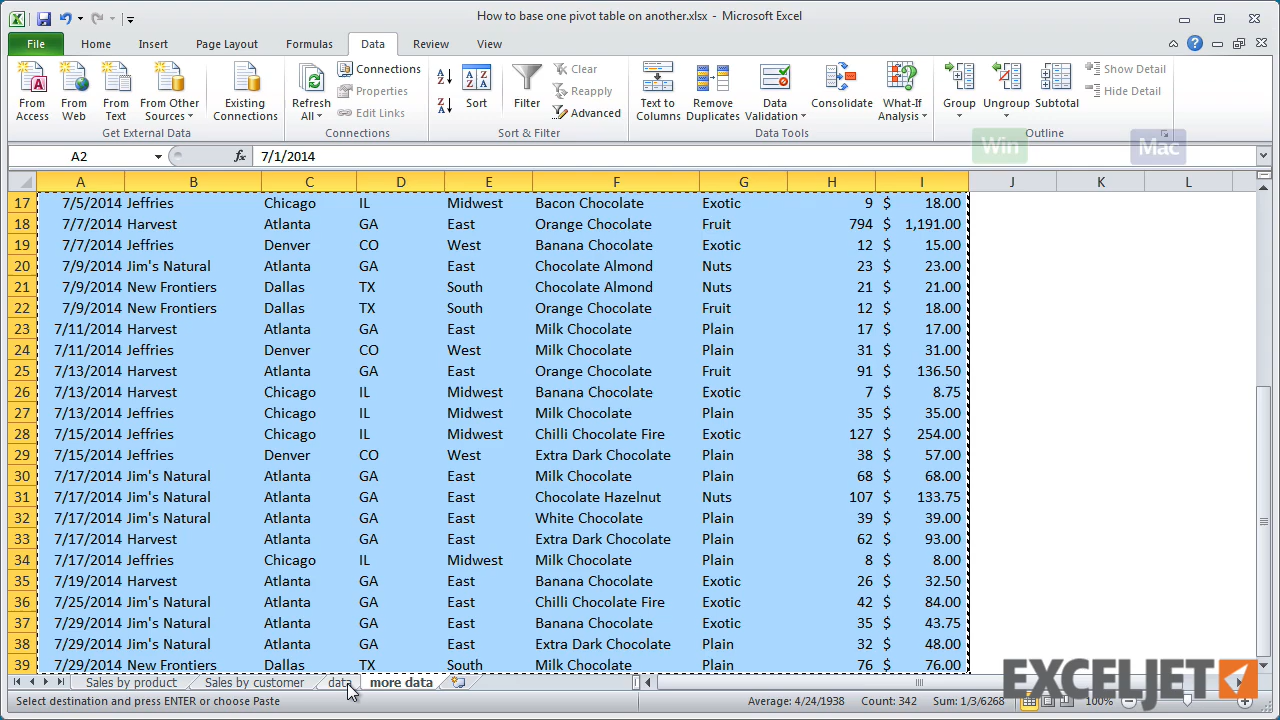 How to base one pivot table on another.xlsx - Microsoft Excel
File Home Insert Page Layout Formulas Data Review View
From Access
From Web
From Text
From Other Sources
Existing Connections
Get External Data
Refresh All
Connections
Properties
Edit Links
Connections
Sort
Filter
Clear
Reapply
Advanced
Sort & Filter
Text to Columns
Remove Duplicates
Data Validation
Consolidate
What-If Analysis
Data Tools
Group
Ungroup
Subtotal
Show Detail
Hide Detail
Outline
Win Mac
A2 fx 7/1/2014
A B C D E F G H I J K L
17 7/5/2014 Jeffries Chicago IL Midwest Bacon Chocolate Exotic 9 $ 18.00
18 7/7/2014 Harvest Atlanta GA East Orange Chocolate Fruit 794 $ 1,191.00
19 7/7/2014 Jeffries Denver CO West Banana Chocolate Exotic 12 $ 15.00
20 7/9/2014 Jim's Natural Atlanta GA East Chocolate Almond Nuts 23 $ 23.00
21 7/9/2014 New Frontiers Dallas TX South Chocolate Almond Nuts 21 $ 21.00
22 7/9/2014 New Frontiers Dallas TX South Orange Chocolate Fruit 12 $ 18.00
23 7/11/2014 Harvest Atlanta GA East Milk Chocolate Plain 17 $ 17.00
24 7/11/2014 Jeffries Denver CO West Milk Chocolate Plain 31 $ 31.00
25 7/13/2014 Harvest Atlanta GA East Orange Chocolate Fruit 91 $ 136.50
26 7/13/2014 Harvest Chicago IL Midwest Banana Chocolate Exotic 7 $ 8.75
27 7/13/2014 Jeffries Chicago IL Midwest Milk Chocolate Plain 35 $ 35.00
28 7/15/2014 Jeffries Chicago IL Midwest Chilli Chocolate Fire Exotic 127 $ 254.00
29 7/15/2014 Jeffries Denver CO West Extra Dark Chocolate Plain 38 $ 57.00
30 7/17/2014 Jim's Natural Atlanta GA East Milk Chocolate Plain 68 $ 68.00
31 7/17/2014 Jim's Natural Atlanta GA East Chocolate Hazelnut Nuts 107 $ 133.75
32 7/17/2014 Jim's Natural Atlanta GA East White Chocolate Plain 39 $ 39.00
33 7/17/2014 Harvest Atlanta GA East Extra Dark Chocolate Plain 62 $ 93.00
34 7/17/2014 Jeffries Chicago IL Midwest Milk Chocolate Plain 8 $ 8.00
35 7/19/2014 Harvest Atlanta GA East Banana Chocolate Exotic 26 $ 32.50
36 7/25/2014 Jim's Natural Atlanta GA East Chilli Chocolate Fire Exotic 42 $ 84.00
37 7/29/2014 Jim's Natural Atlanta GA East Banana Chocolate Exotic 35 $ 43.75
38 7/29/2014 Jim's Natural Atlanta GA East Extra Dark Chocolate Plain 32 $ 48.00
39 7/29/2014 New Frontiers Dallas TX South Milk Chocolate Plain 76 $ 76.00
Sales by product Sales by customer data more data
EXCELJET
Select destination and press ENTER or choose Paste Average: 4/24/1938 Count: 342 Sum: 1/3/6268 100%